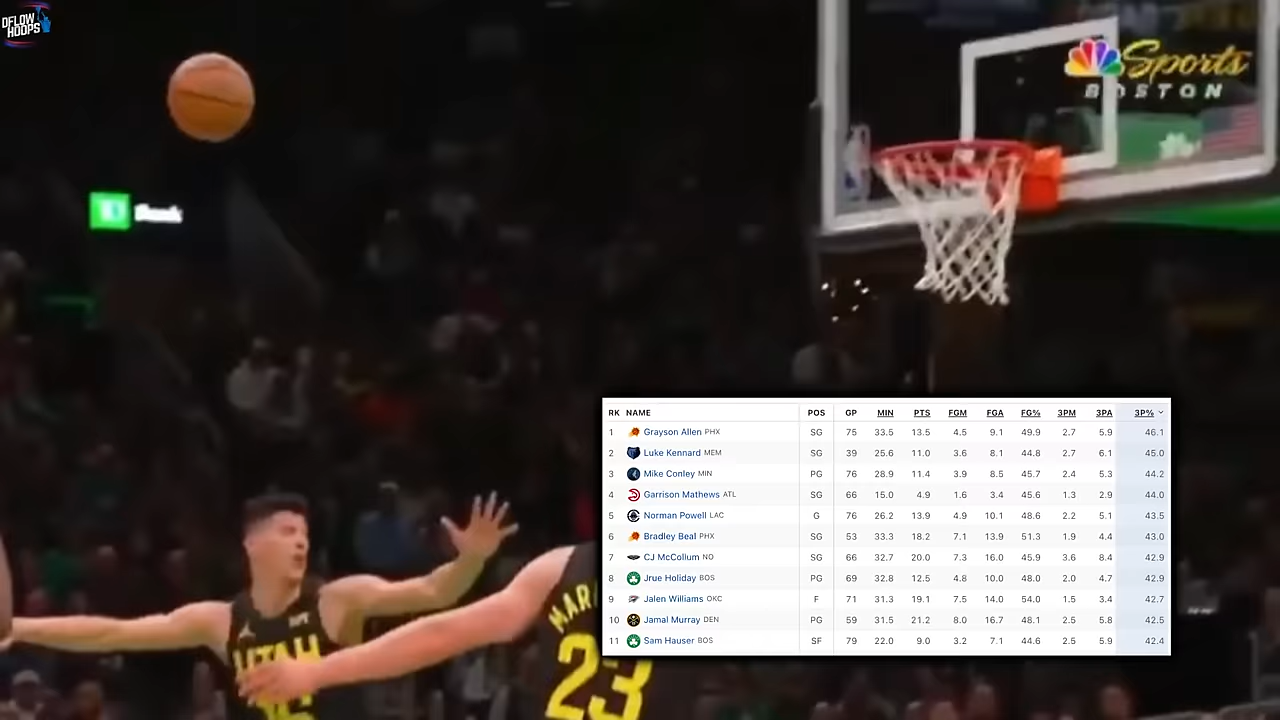 DFLOW
HOOPS
Sports
BOSTON
Bank
RK NAME POS GP MIN PTS FGM FGA FG% 3PM 3PA 3P%
1 Grayson Allen PHX SG 75 33.5 13.5 4.5 9.1 49.9 2.7 5.9 46.1
2 Luke Kennard MEM SG 39 25.6 11.0 3.6 8.1 44.8 2.7 6.1 45.0
3 Mike Conley MIN PG 76 28.9 11.4 3.9 8.5 45.7 2.4 5.3 44.2
4 Garrison Mathews ATL SG 66 15.0 4.9 1.6 3.4 45.6 1.3 2.9 44.0
5 Norman Powell LAC G 76 26.2 13.9 4.9 10.1 48.6 2.2 5.1 43.5
6 Bradley Beal PHX SG 53 33.3 18.2 7.1 13.9 51.3 1.9 4.4 43.0
7 CJ McCollum NO SG 66 32.7 20.0 7.3 16.0 45.9 3.6 8.4 42.9
8 Jrue Holiday BOS PG 69 32.8 12.5 4.8 10.0 48.0 2.0 4.7 42.9
9 Jalen Williams OKC F 71 31.3 19.1 7.5 14.0 54.0 1.5 3.4 42.7
10 Jamal Murray DEN PG 59 31.5 21.2 8.0 16.7 48.1 2.5 5.8 42.5
11 Sam Hauser BOS SF 79 22.0 9.0 3.2 7.1 44.6 2.5 5.9 42.4
UTAH
MAR
23